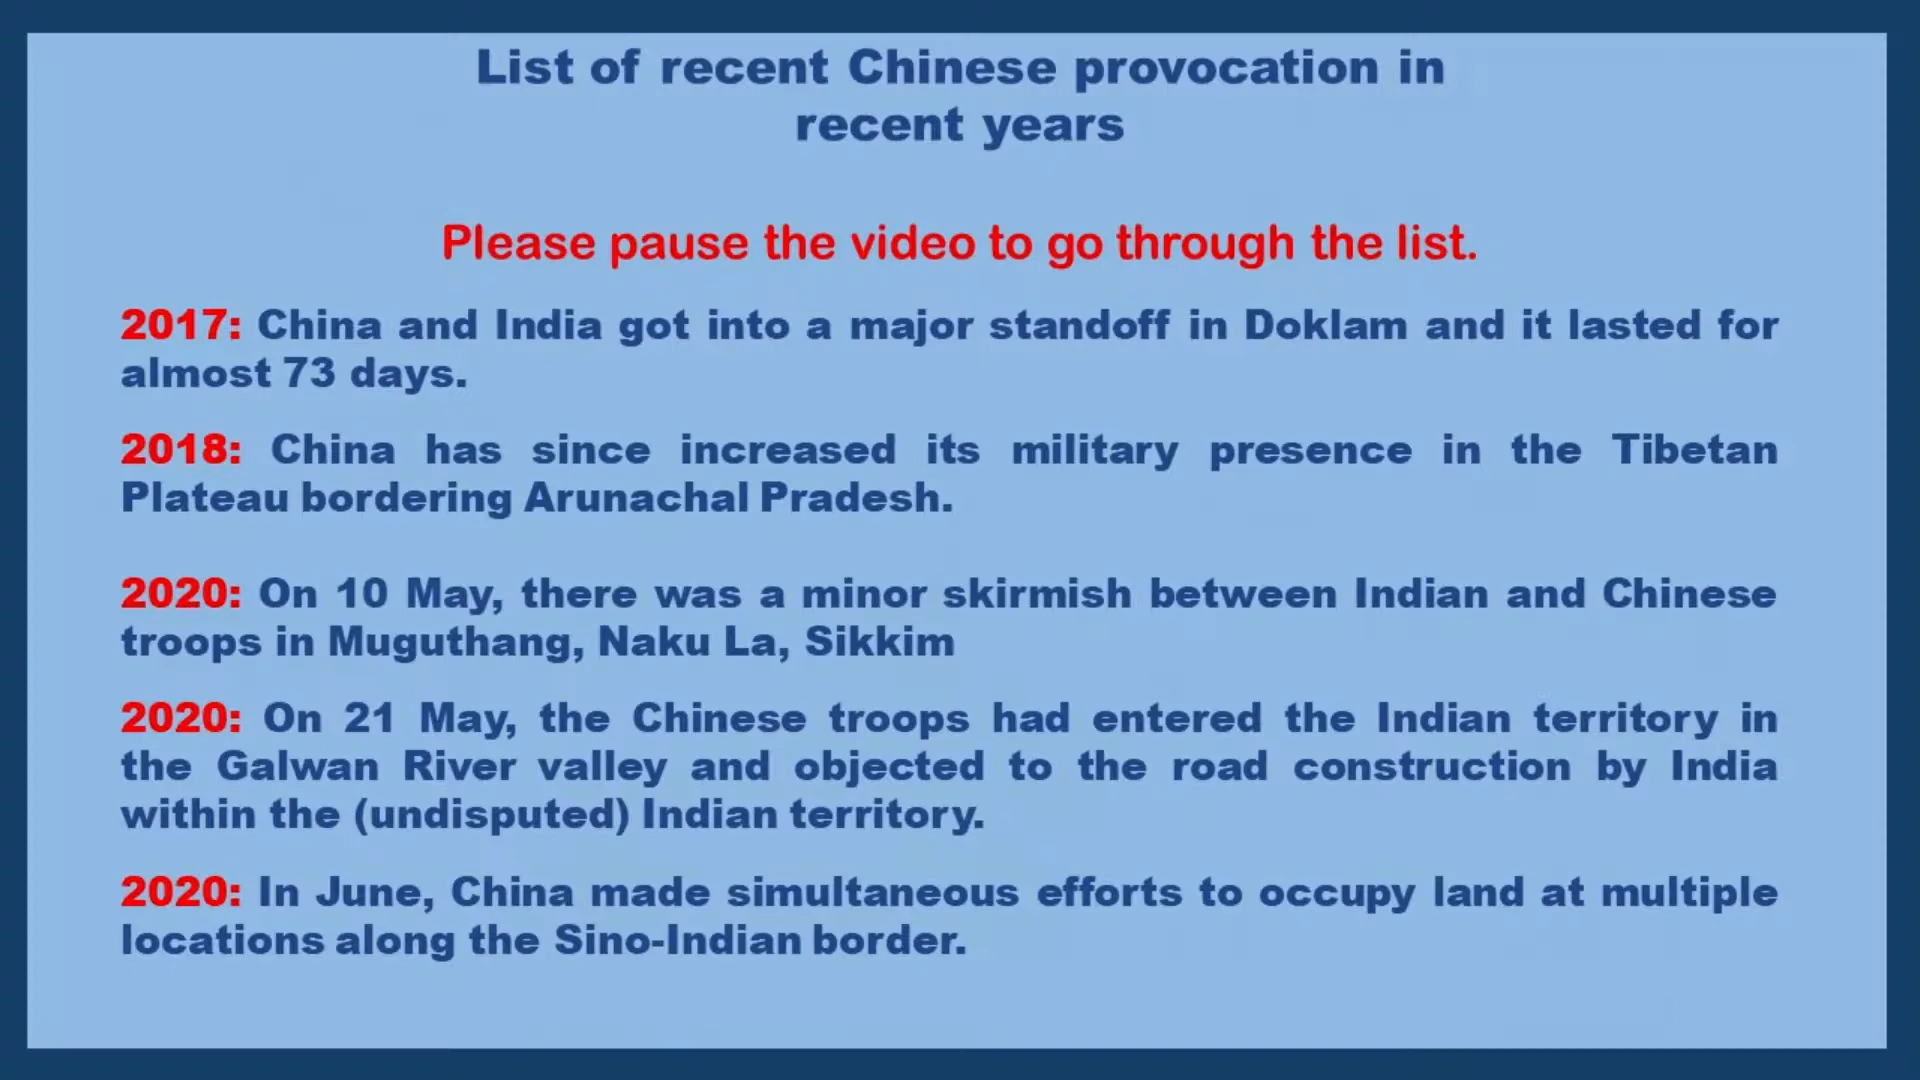 List of recent Chinese provocation in
recent years
Please pause the video to go through the list.
2017: China and India got into a major standoff in Doklam and it lasted for
almost 73 days.
2018: China has since increased its military presence in the Tibetan
Plateau bordering Arunachal Pradesh.
2020: On 10 May, there was a minor skirmish between Indian and Chinese
troops in Muguthang, Naku La, Sikkim
2020: On 21 May, the Chinese troops had entered the Indian territory in
the Galwan River valley and objected to the road construction by India
within the (undisputed) Indian territory.
2020: In June, China made simultaneous efforts to occupy land at multiple
locations along the Sino-Indian border.